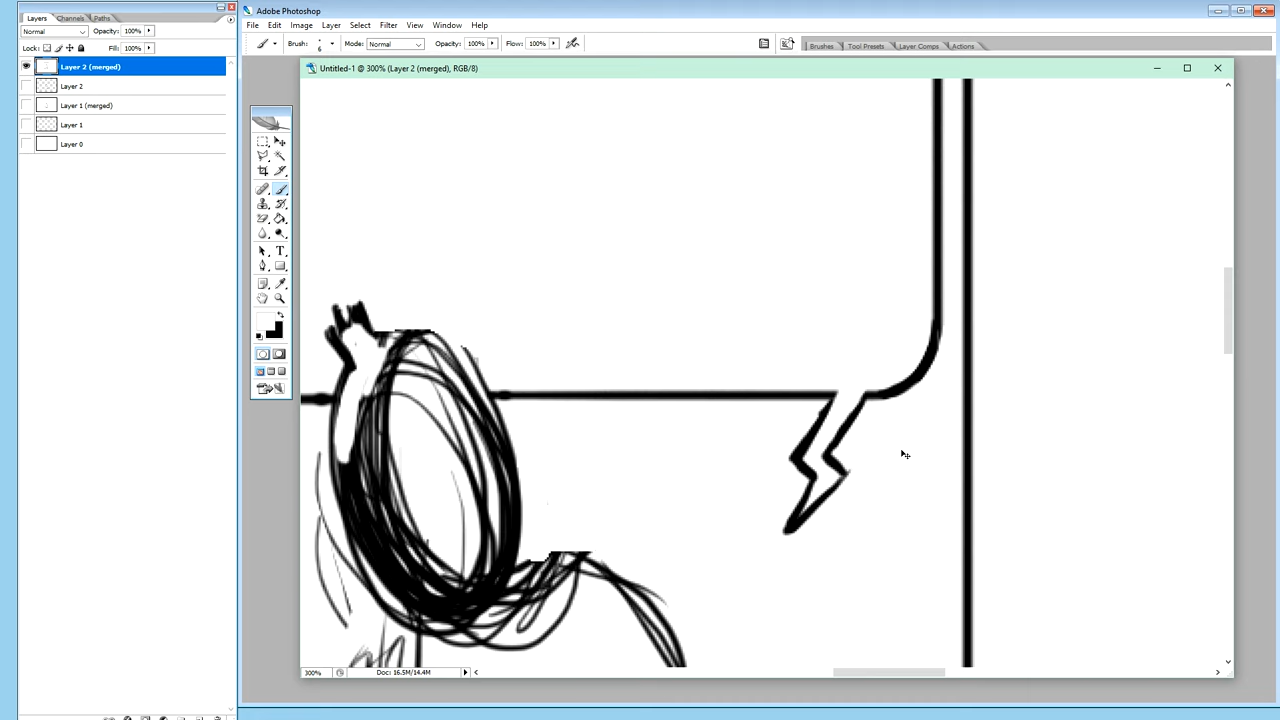 Layers Channels Paths
Normal Opacity: 100%
Lock: Fill: 100%
Layer 2 (merged)
Layer 2
Layer 1 (merged)
Layer 1
Layer 0
Adobe Photoshop
File Edit Image Layer Select Filter View Window Help
Brush: 6 Mode: Normal Opacity: 100% Flow: 100% Brushes Tool Presets Layer Comps Actions
Untitled-1 @ 300% (Layer 2 (merged), RGB/8)
T
300% Doc: 16.5M/14.4M